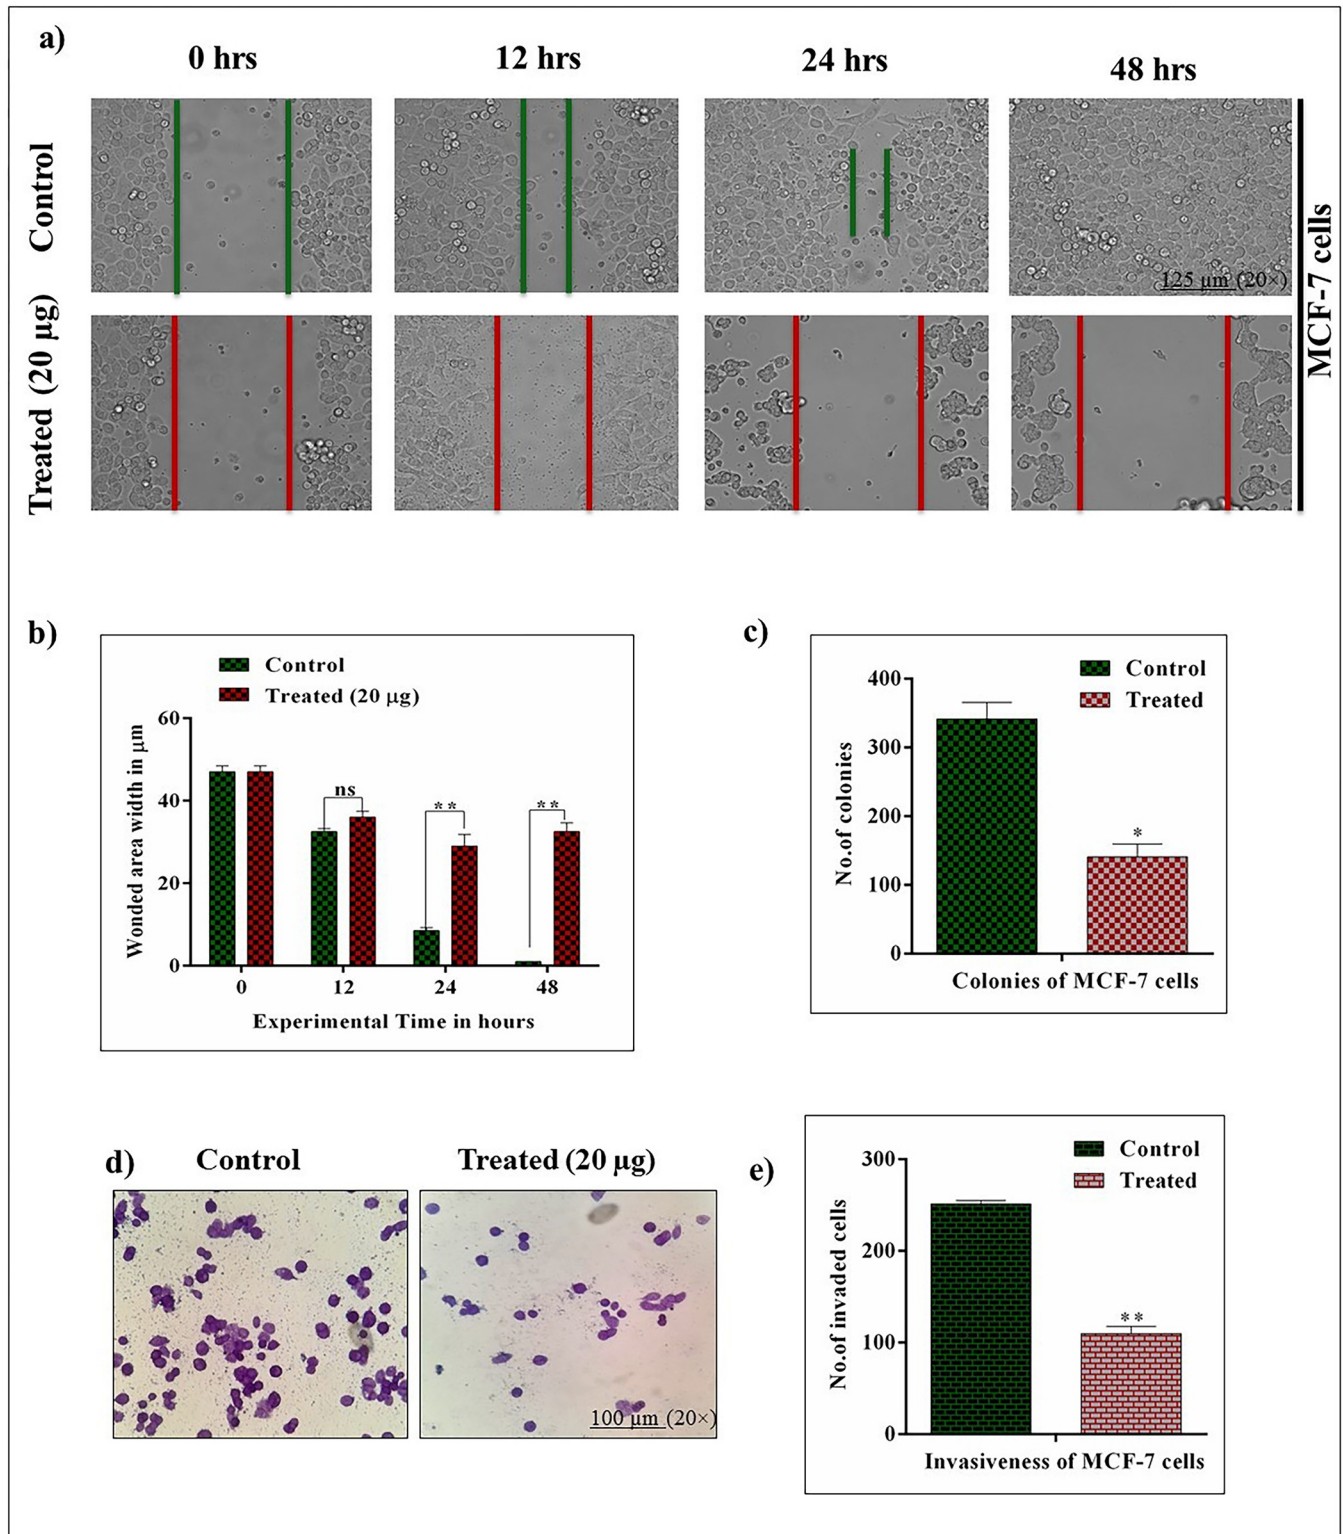 a)
0 hrs
12 hrs
24 hrs
48 hrs
Control
125 µm (20×)
Treated (20 µg)
MCF-7 cells
b)
Control
Treated (20 µg)
Wonded area width in µm
60
40
20
0
ns
**
**
0
12
24
48
Experimental Time in hours
c)
Control
Treated
No.of colonies
400
300
200
100
0
*
Colonies of MCF-7 cells
d)
Control
Treated (20 µg)
100 µm (20×)
e)
Control
Treated
No.of invaded cells
300
200
100
0
**
Invasiveness of MCF-7 cells